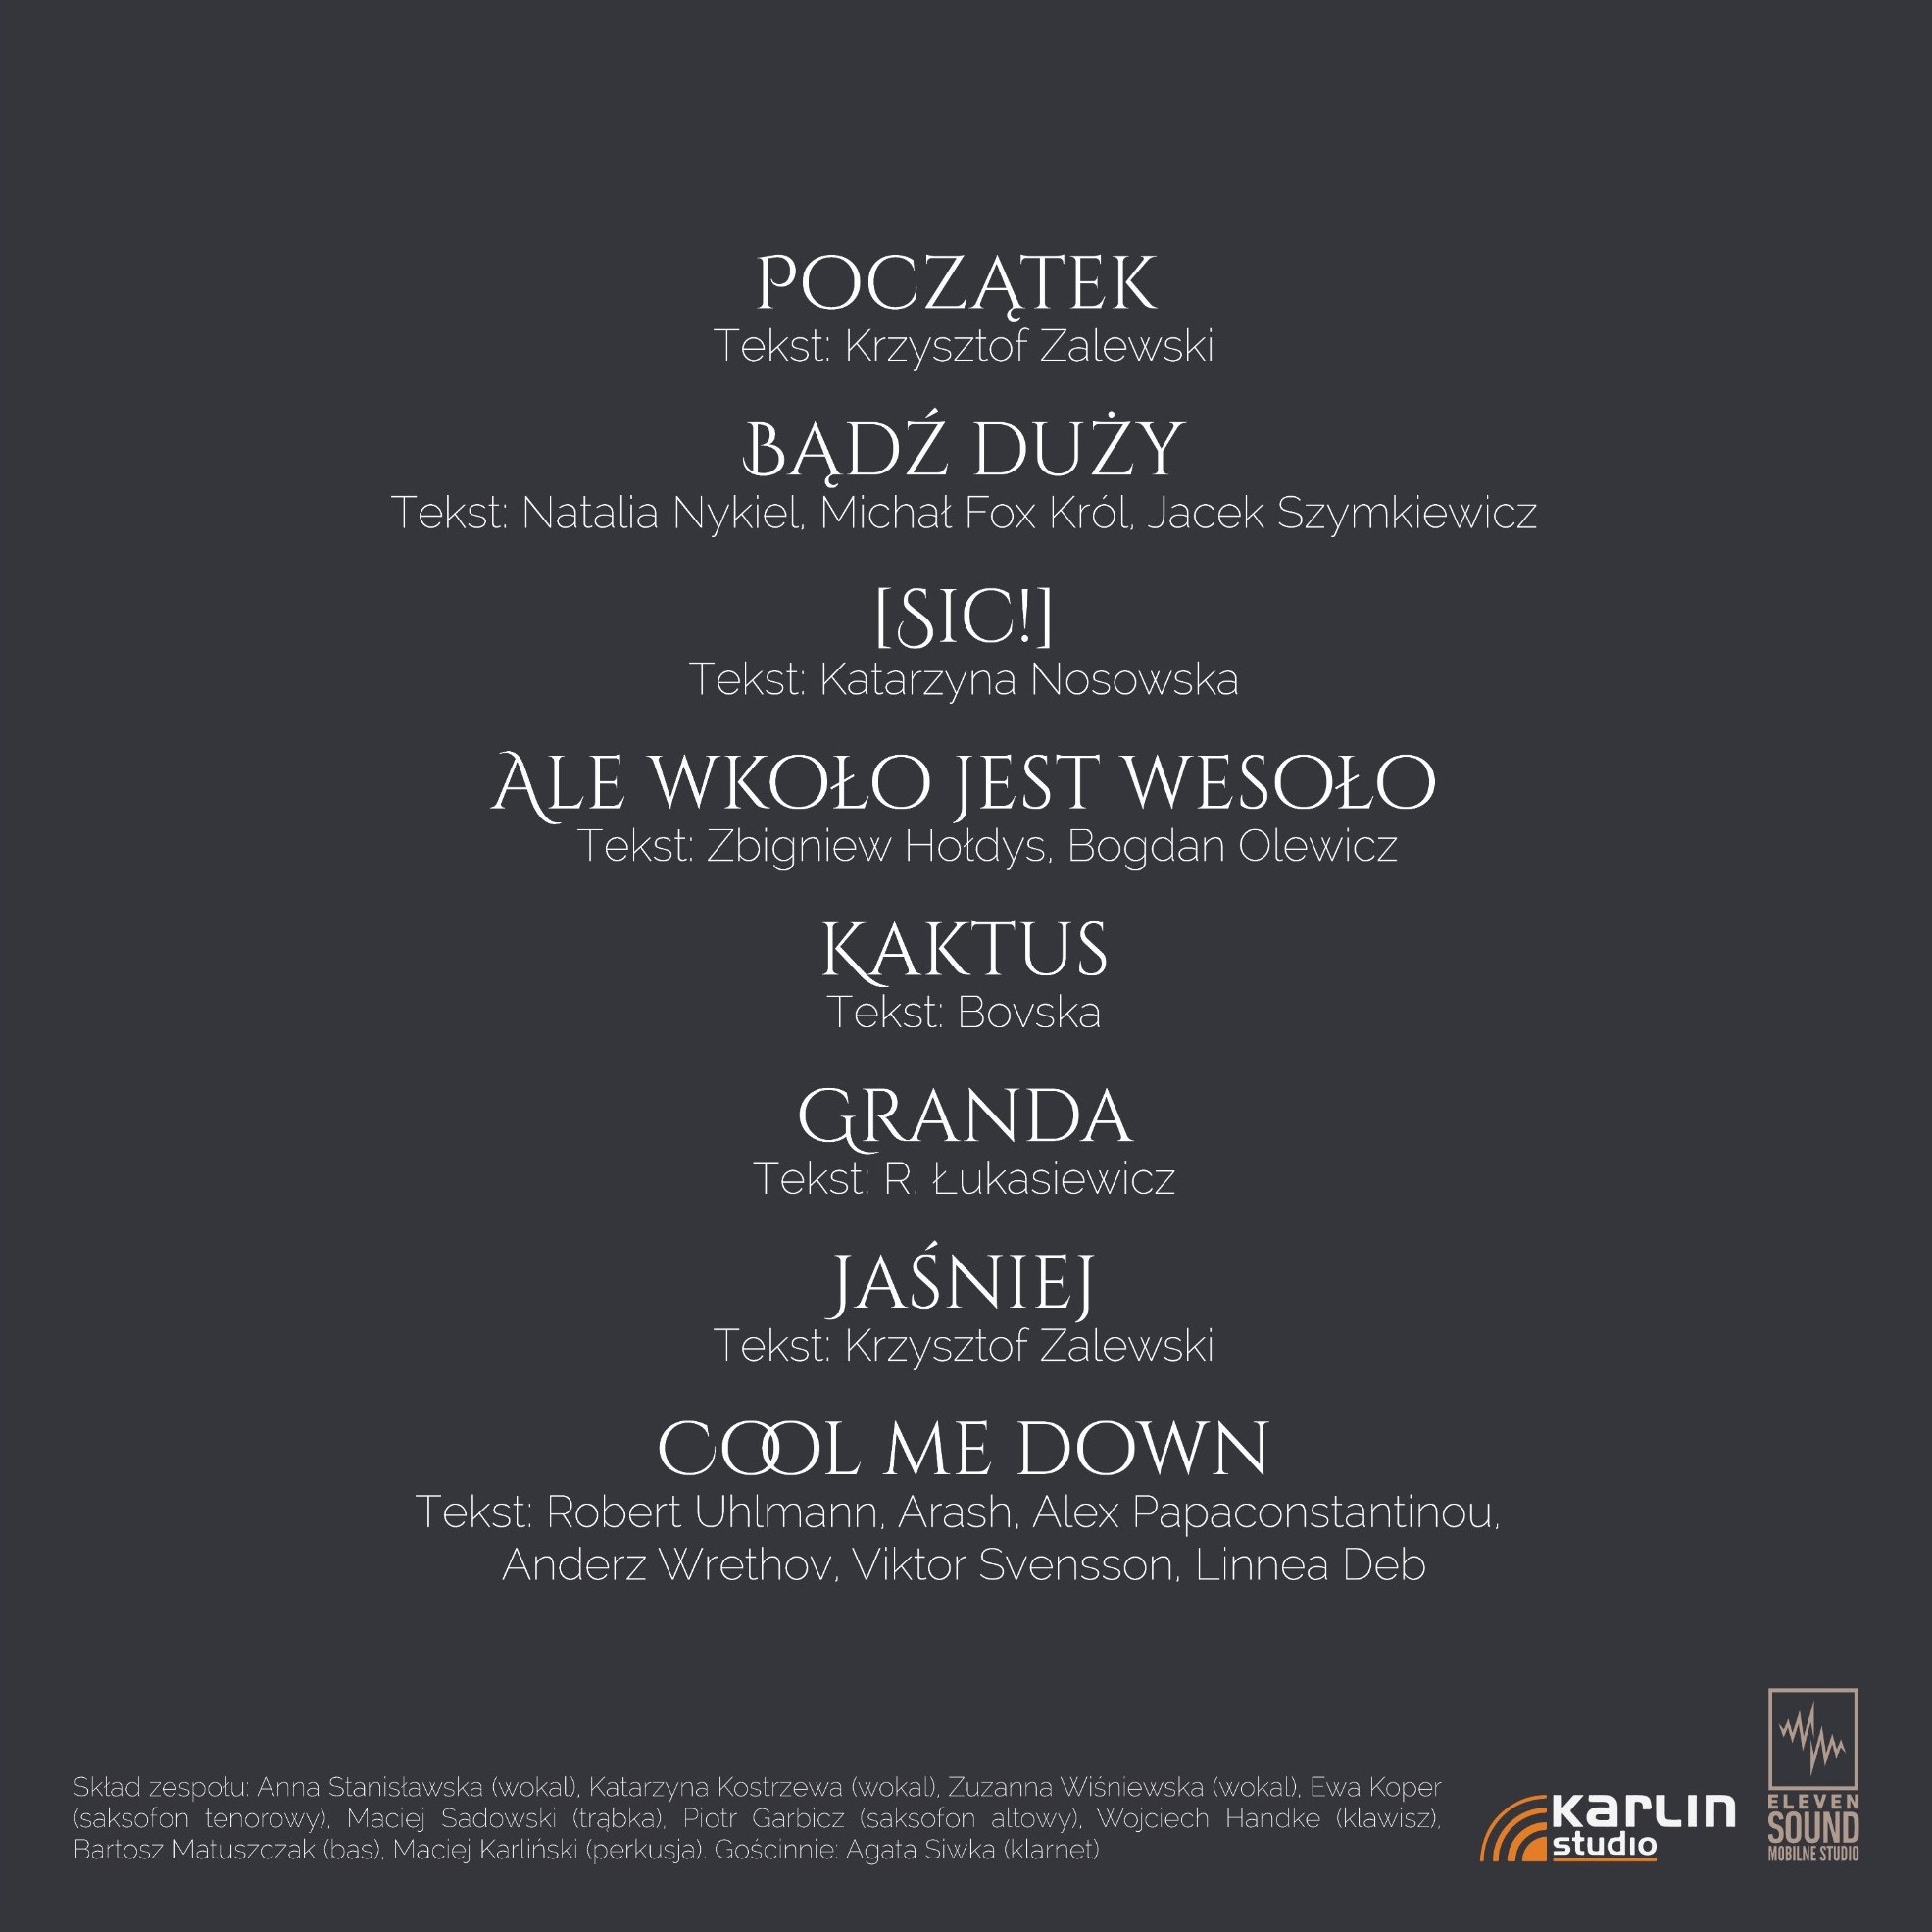 Początek
Tekst: Krzysztof Zalewski
Bądź duży
Tekst: Natalia Nykiel, Michał Fox Król, Jacek Szymkiewicz
[Sic!]
Tekst: Katarzyna Nosowska
Ale wkoło jest wesoło
Tekst: Zbigniew Hołdys, Bogdan Olewicz
Kaktus
Tekst: Bovska
Granda
Tekst: R. Łukasiewicz
Jaśniej
Tekst: Krzysztof Zalewski
Cool me down
Tekst: Robert Uhlmann, Arash, Alex Papaconstantinou,
Anderz Wrethov, Viktor Svensson, Linnea Deb
Skład zespołu: Anna Stanisławska (wokal), Katarzyna Kostrzewa (wokal), Zuzanna Wiśniewska (wokal), Ewa Koper
(saksofon tenorowy), Maciej Sadowski (trąbka), Piotr Garbicz (saksofon altowy), Wojciech Handke (klawisz),
Bartosz Matuszczak (bas), Maciej Karliński (perkusja). Gościnnie: Agata Siwka (klarnet)
Karlin
studio
ELEVEN
SOUND
MOBILNE STUDIO